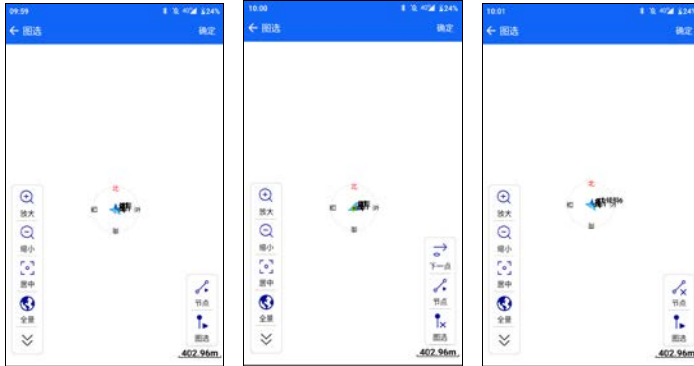 09:59
图选
确定
北
放大
缩小
居中
全景
节点
图选
402.96m
10:00
图选
确定
北
放大
缩小
居中
全景
下一点
节点
图选
402.96m
10:01
图选
确定
北
放大
缩小
居中
全景
节点
图选
402.96m